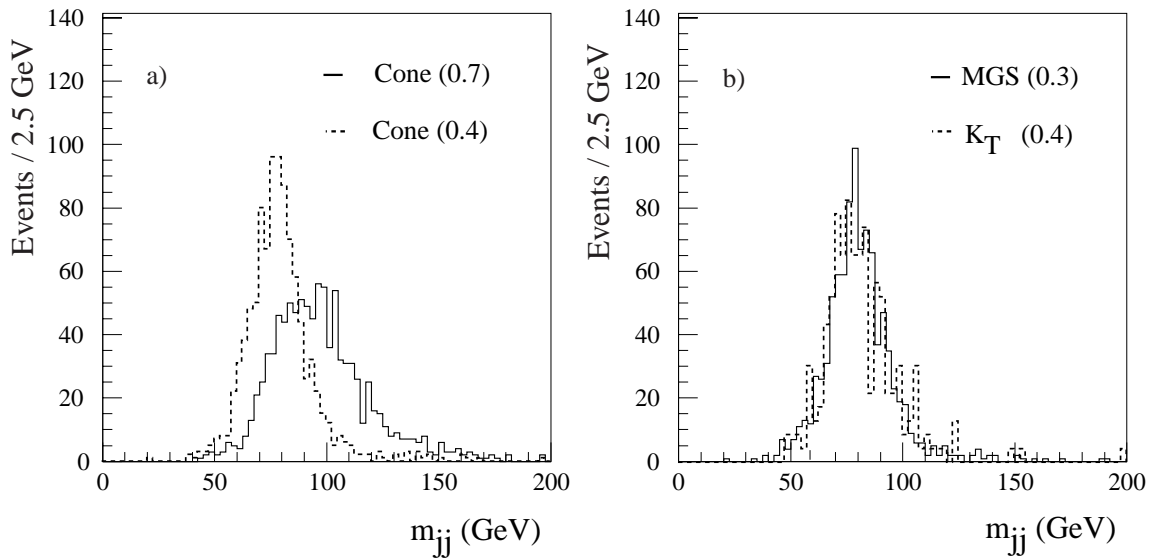 Events / 2.5 GeV
140
120
100
80
60
40
20
0
a)
Cone (0.7)
Cone (0.4)
0 50 100 150 200
m_jj (GeV)
Events / 2.5 GeV
140
120
100
80
60
40
20
0
b)
MGS (0.3)
K_T (0.4)
0 50 100 150 200
m_jj (GeV)